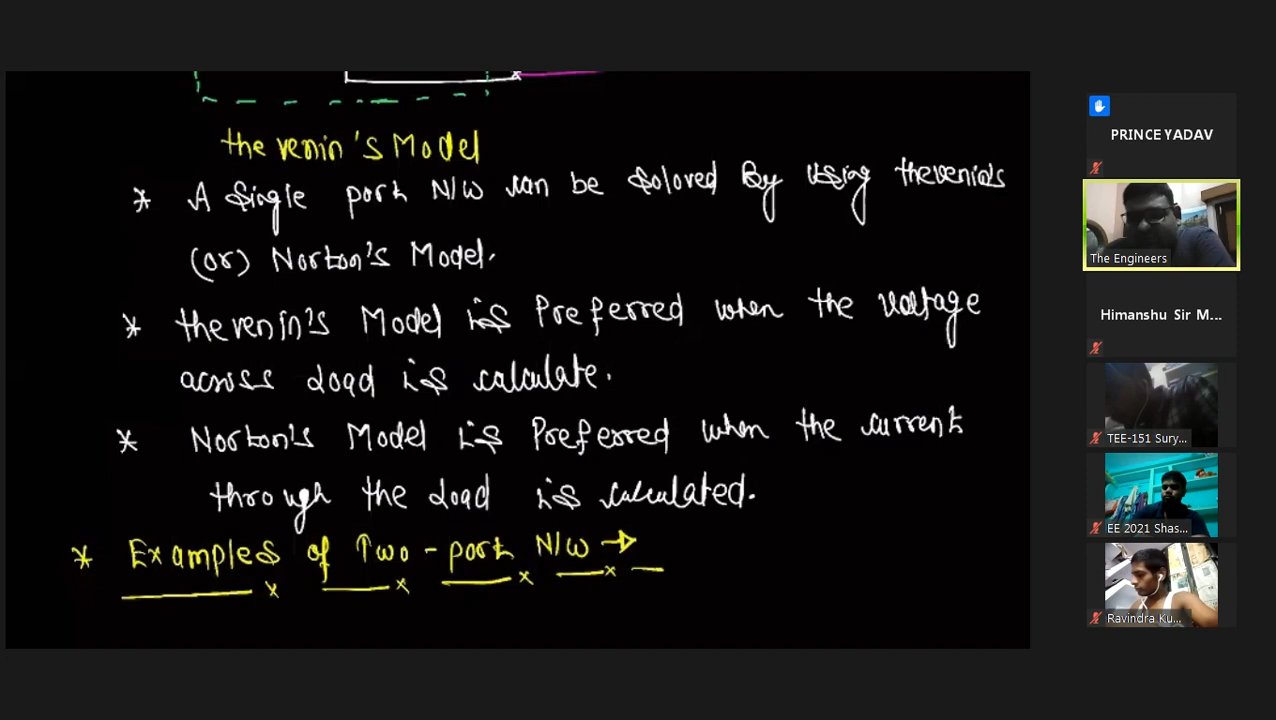 thevenin's Model
* A single port N/W can be soloved By using thevenin's
(or) Norton's Model.
* thevenin's Model is Preferred when the voltage
across Load is calculate.
* Norton's Model is Preferred when the current
through the Load is calculated.
* Examples of Two-port N/W →
PRINCE YADAV
The Engineers
Himanshu Sir M...
TEE-151 Sury...
EE 2021 Shas...
Ravindra Ku...